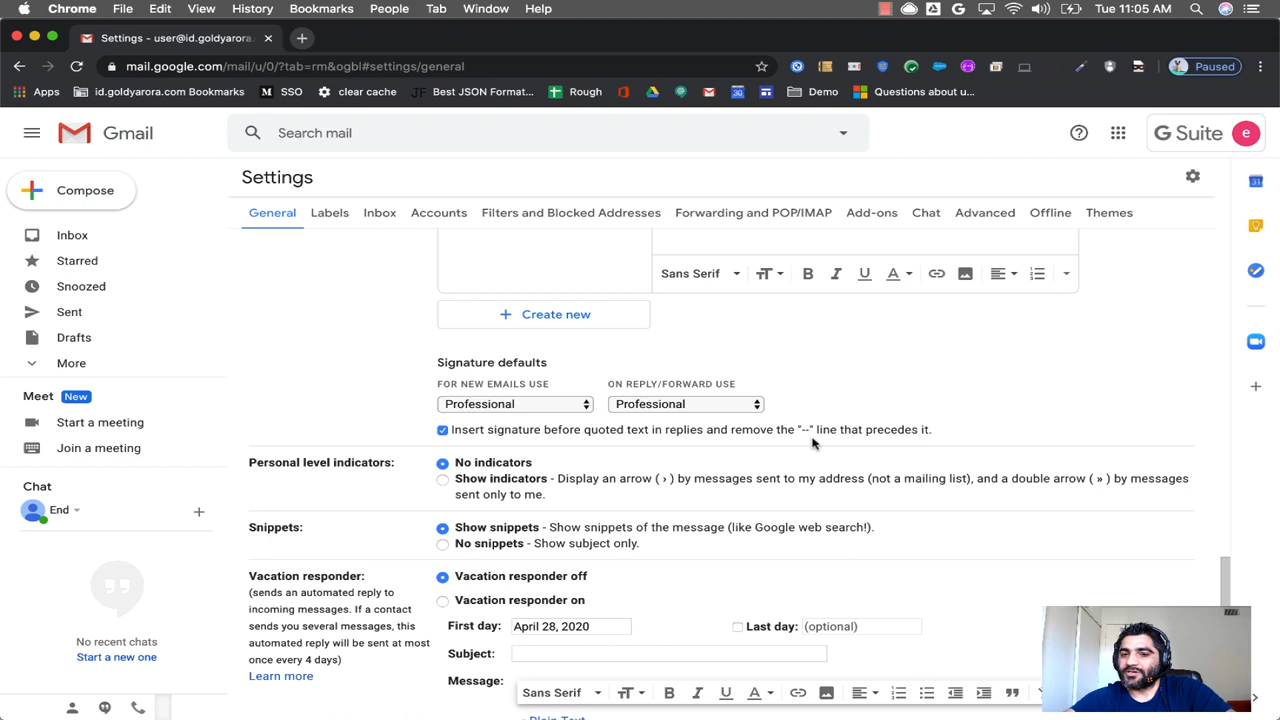 Chrome File Edit View History Bookmarks People Tab Window Help Tue 11:05 AM
Settings - user@id.goldyarora.
mail.google.com/mail/u/0/?tab=rm&ogbl#settings/general Paused
Apps id.goldyarora.com Bookmarks SSO clear cache JF Best JSON Format... Rough Demo Questions about u...
Gmail Search mail G Suite e
Compose
Settings
General Labels Inbox Accounts Filters and Blocked Addresses Forwarding and POP/IMAP Add-ons Chat Advanced Offline Themes
Inbox
Starred
Snoozed
Sent
Drafts
More
Meet New
Start a meeting
Join a meeting
Chat
End
No recent chats
Start a new one
Sans Serif
Create new
Signature defaults
FOR NEW EMAILS USE ON REPLY/FORWARD USE
Professional Professional
Insert signature before quoted text in replies and remove the "--" line that precedes it.
Personal level indicators: No indicators
Show indicators - Display an arrow ( › ) by messages sent to my address (not a mailing list), and a double arrow ( » ) by messages
sent only to me.
Snippets: Show snippets - Show snippets of the message (like Google web search!).
No snippets - Show subject only.
Vacation responder:
(sends an automated reply to
incoming messages. If a contact
sends you several messages, this
automated reply will be sent at most
once every 4 days)
Learn more
Vacation responder off
Vacation responder on
First day: April 28, 2020 Last day: (optional)
Subject:
Message:
Sans Serif
Plain Text
31